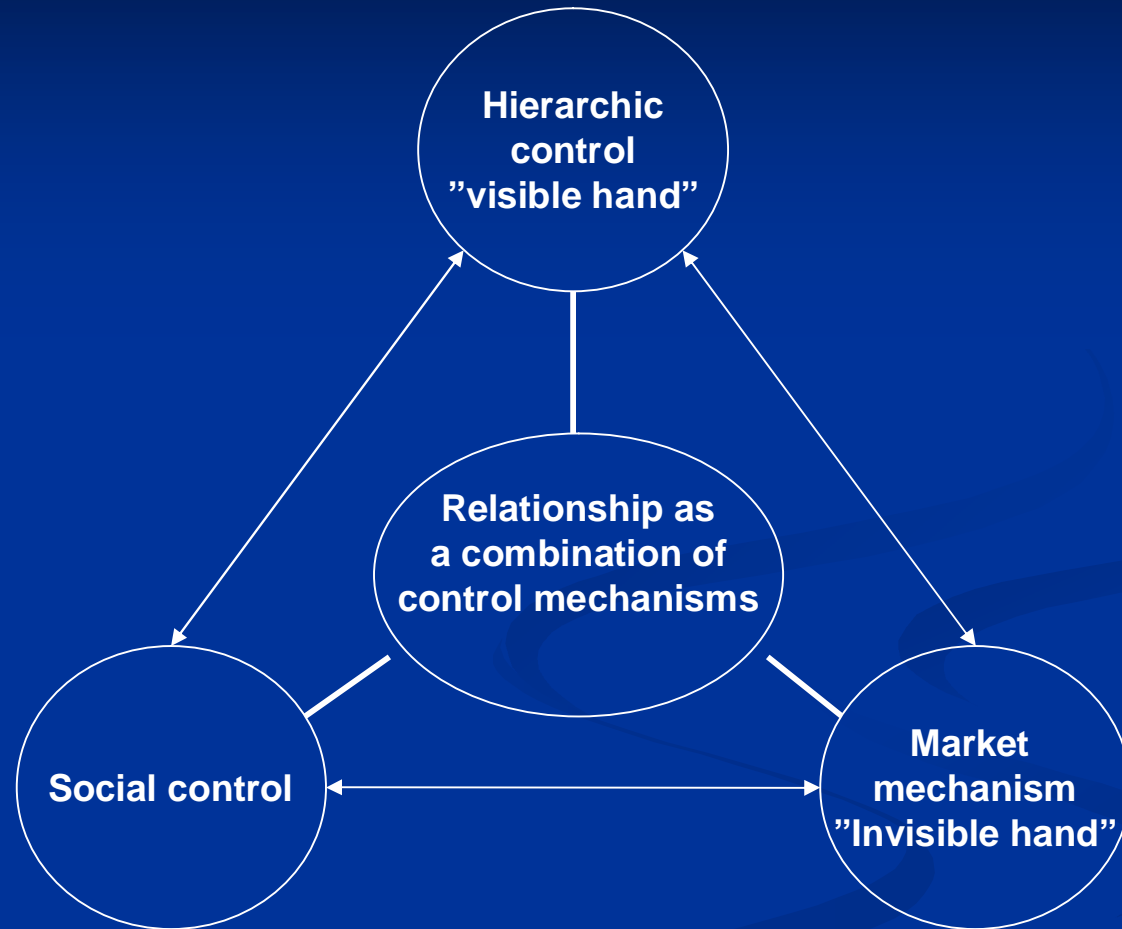 Hierarchic
control
”visible hand”
Relationship as
a combination of
control mechanisms
Social control
Market
mechanism
”Invisible hand”